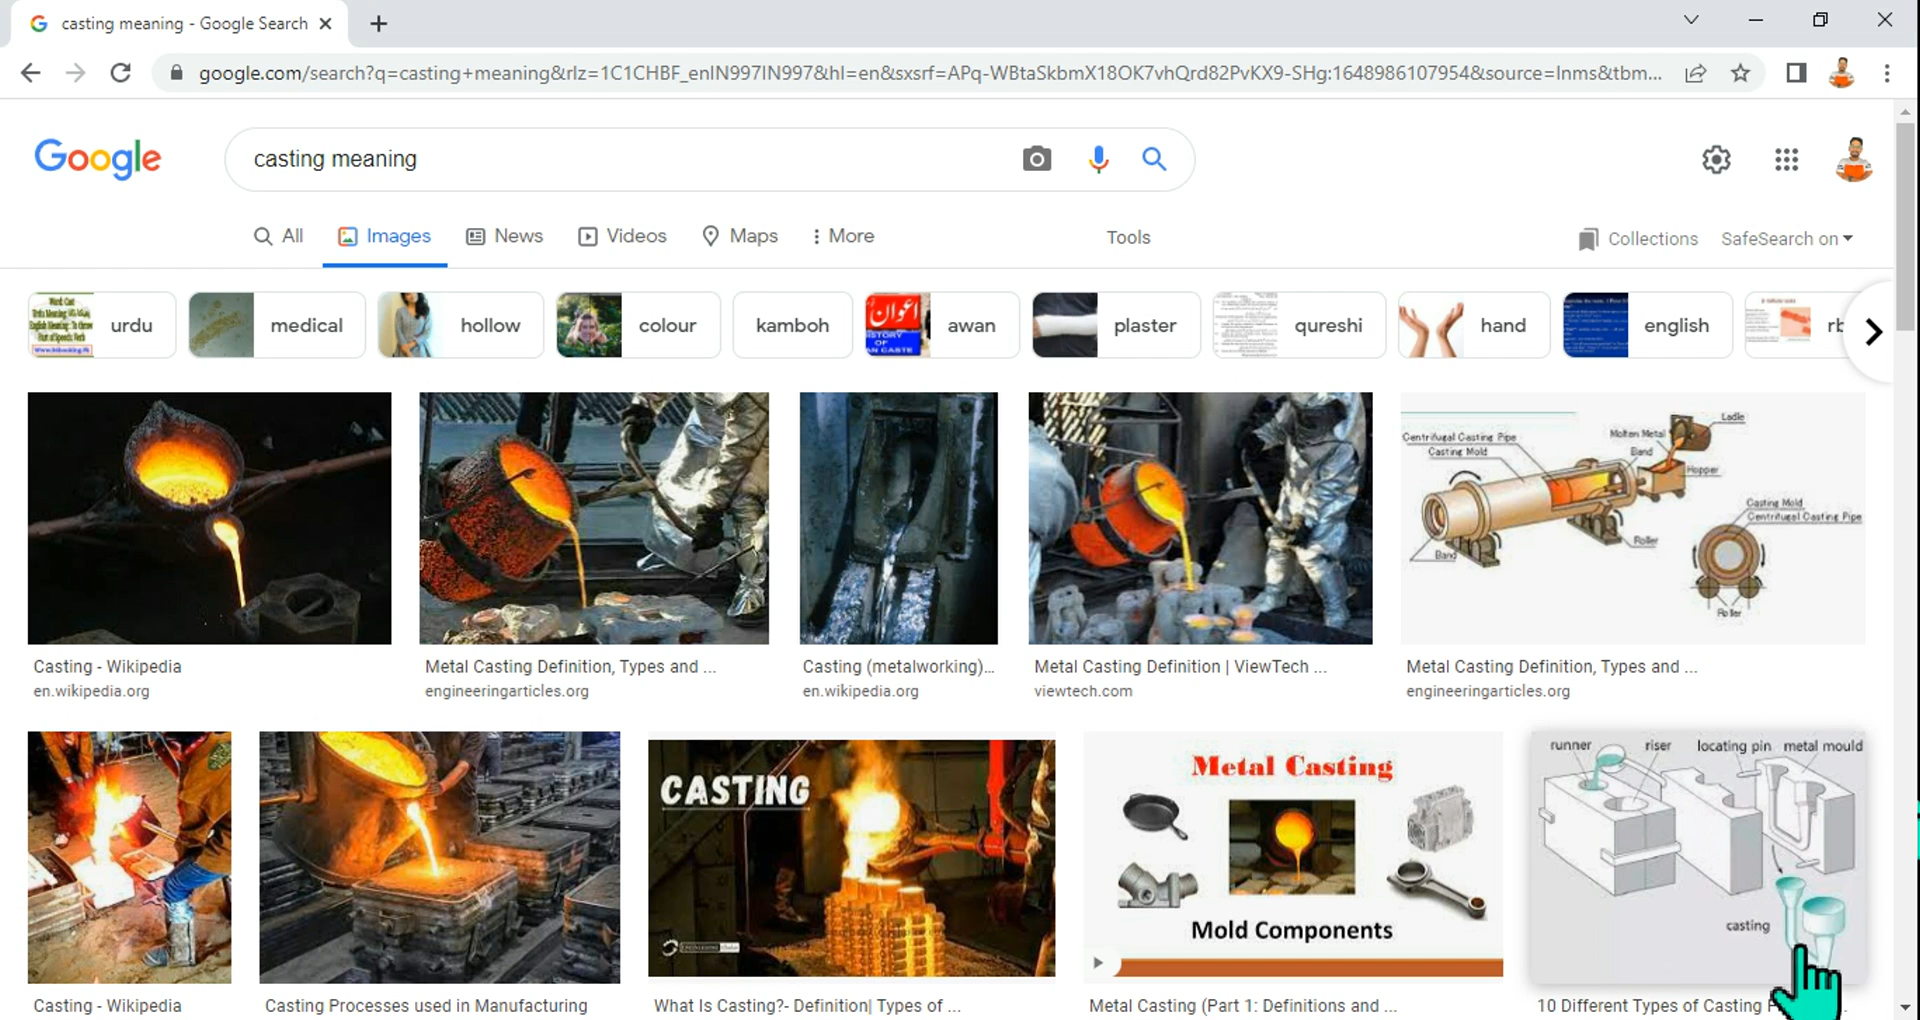 casting meaning - Google Search
google.com/search?q=casting+meaning&rlz=1C1CHBF_enIN997IN997&hl=en&sxsrf=APq-WBtaSkbmX18OK7vhQrd82PvKX9-SHg:1648986107954&source=lnms&tbm...
Google
casting meaning
All
Images
News
Videos
Maps
More
Tools
Collections
SafeSearch on
urdu
medical
hollow
colour
kamboh
اعوان
HISTORY
OF
AN CASTE
awan
plaster
qureshi
hand
english
Centrifugal Casting Pipe
Casting Mold
Molten Metal
Ladle
Band
Hopper
Casting Mold
Centrifugal Casting Pipe
Roller
Band
Roller
Casting - Wikipedia
en.wikipedia.org
Metal Casting Definition, Types and ...
engineeringarticles.org
Casting (metalworking)...
en.wikipedia.org
Metal Casting Definition | ViewTech ...
viewtech.com
Metal Casting Definition, Types and ...
engineeringarticles.org
CASTING
Metal Casting
Mold Components
runner
riser
locating pin
metal mould
casting
Casting - Wikipedia
Casting Processes used in Manufacturing
What Is Casting?- Definition| Types of ...
Metal Casting (Part 1: Definitions and ...
10 Different Types of Casting